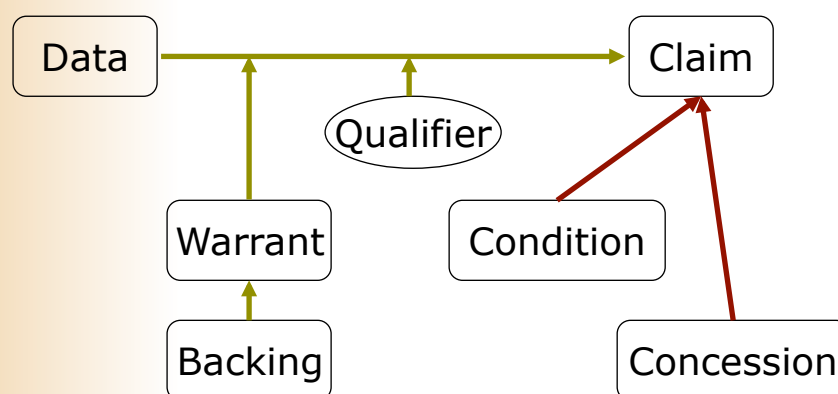 Data
Claim
Qualifier
Warrant
Condition
Backing
Concession